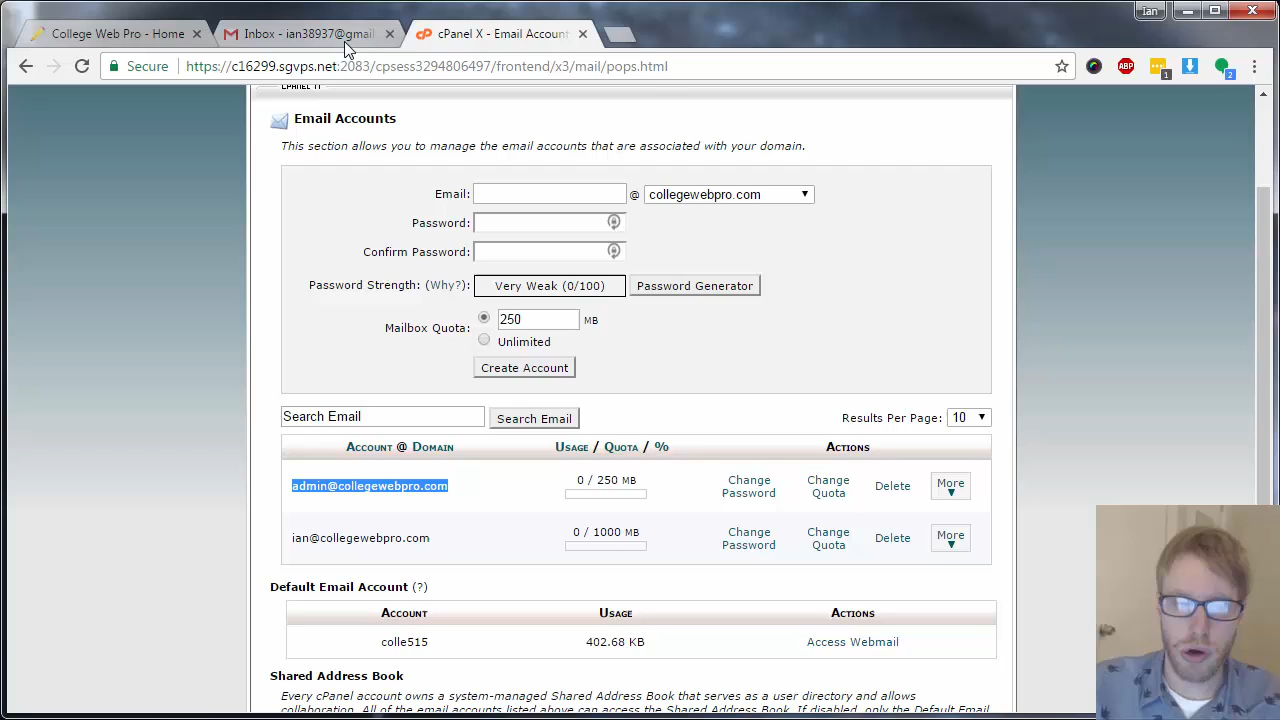 Ian
College Web Pro - Home
Inbox - ian38937@gmail
cPanel X - Email Account
Secure
https://c16299.sgvps.net:2083/cpsess3294806497/frontend/x3/mail/pops.html
ABP
1
2
Email Accounts
This section allows you to manage the email accounts that are associated with your domain.
Email:
@
collegewebpro.com
Password:
Confirm Password:
Password Strength: (Why?):
Very Weak (0/100)
Password Generator
Mailbox Quota:
250
MB
Unlimited
Create Account
Search Email
Search Email
Results Per Page:
10
Account @ Domain
Usage / Quota / %
Actions
admin@collegewebpro.com
0 / 250 MB
Change Password
Change Quota
Delete
More
ian@collegewebpro.com
0 / 1000 MB
Change Password
Change Quota
Delete
More
Default Email Account (?)
Account
Usage
Actions
colle515
402.68 KB
Access Webmail
Shared Address Book
Every cPanel account owns a system-managed Shared Address Book that serves as a user directory and allows
collaboration. All of the email accounts listed above can access the Shared Address Book. If disabled, only the Default Email